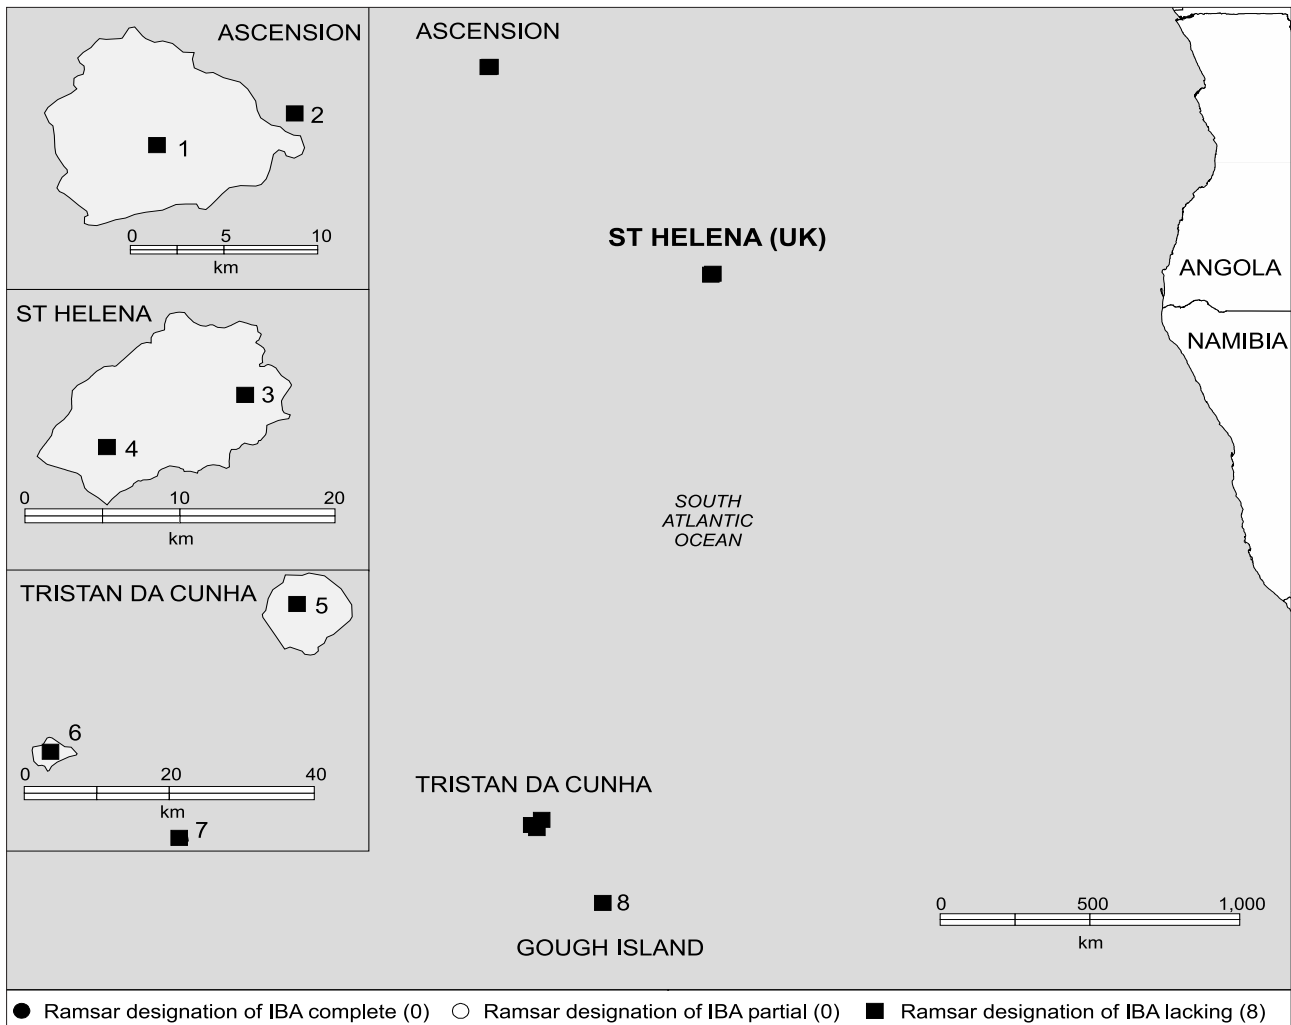 ASCENSION
1
2
0 5 10
km
ST HELENA
3
4
0 10 20
km
TRISTAN DA CUNHA
5
6
0 20 40
km
7
ASCENSION
ST HELENA (UK)
ANGOLA
NAMIBIA
SOUTH
ATLANTIC
OCEAN
TRISTAN DA CUNHA
8
GOUGH ISLAND
0 500 1,000
km
Ramsar designation of IBA complete (0) Ramsar designation of IBA partial (0) Ramsar designation of IBA lacking (8)